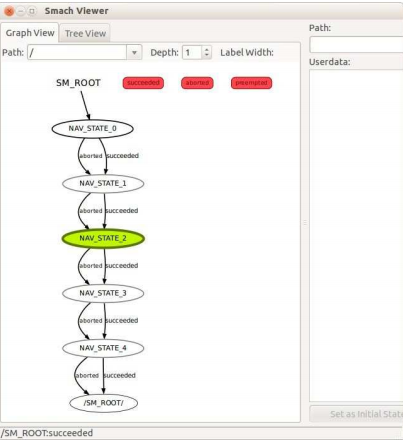 Smach Viewer
Graph View Tree View
Path: / Depth: 1 Label Width:
Path:
Userdata:
SM_ROOT succeeded aborted preempted
NAV_STATE_0
aborted succeeded
NAV_STATE_1
aborted succeeded
NAV_STATE_2
aborted succeeded
NAV_STATE_3
aborted succeeded
NAV_STATE_4
aborted succeeded
/SM_ROOT/
Set as Initial State
/SM_ROOT:succeeded